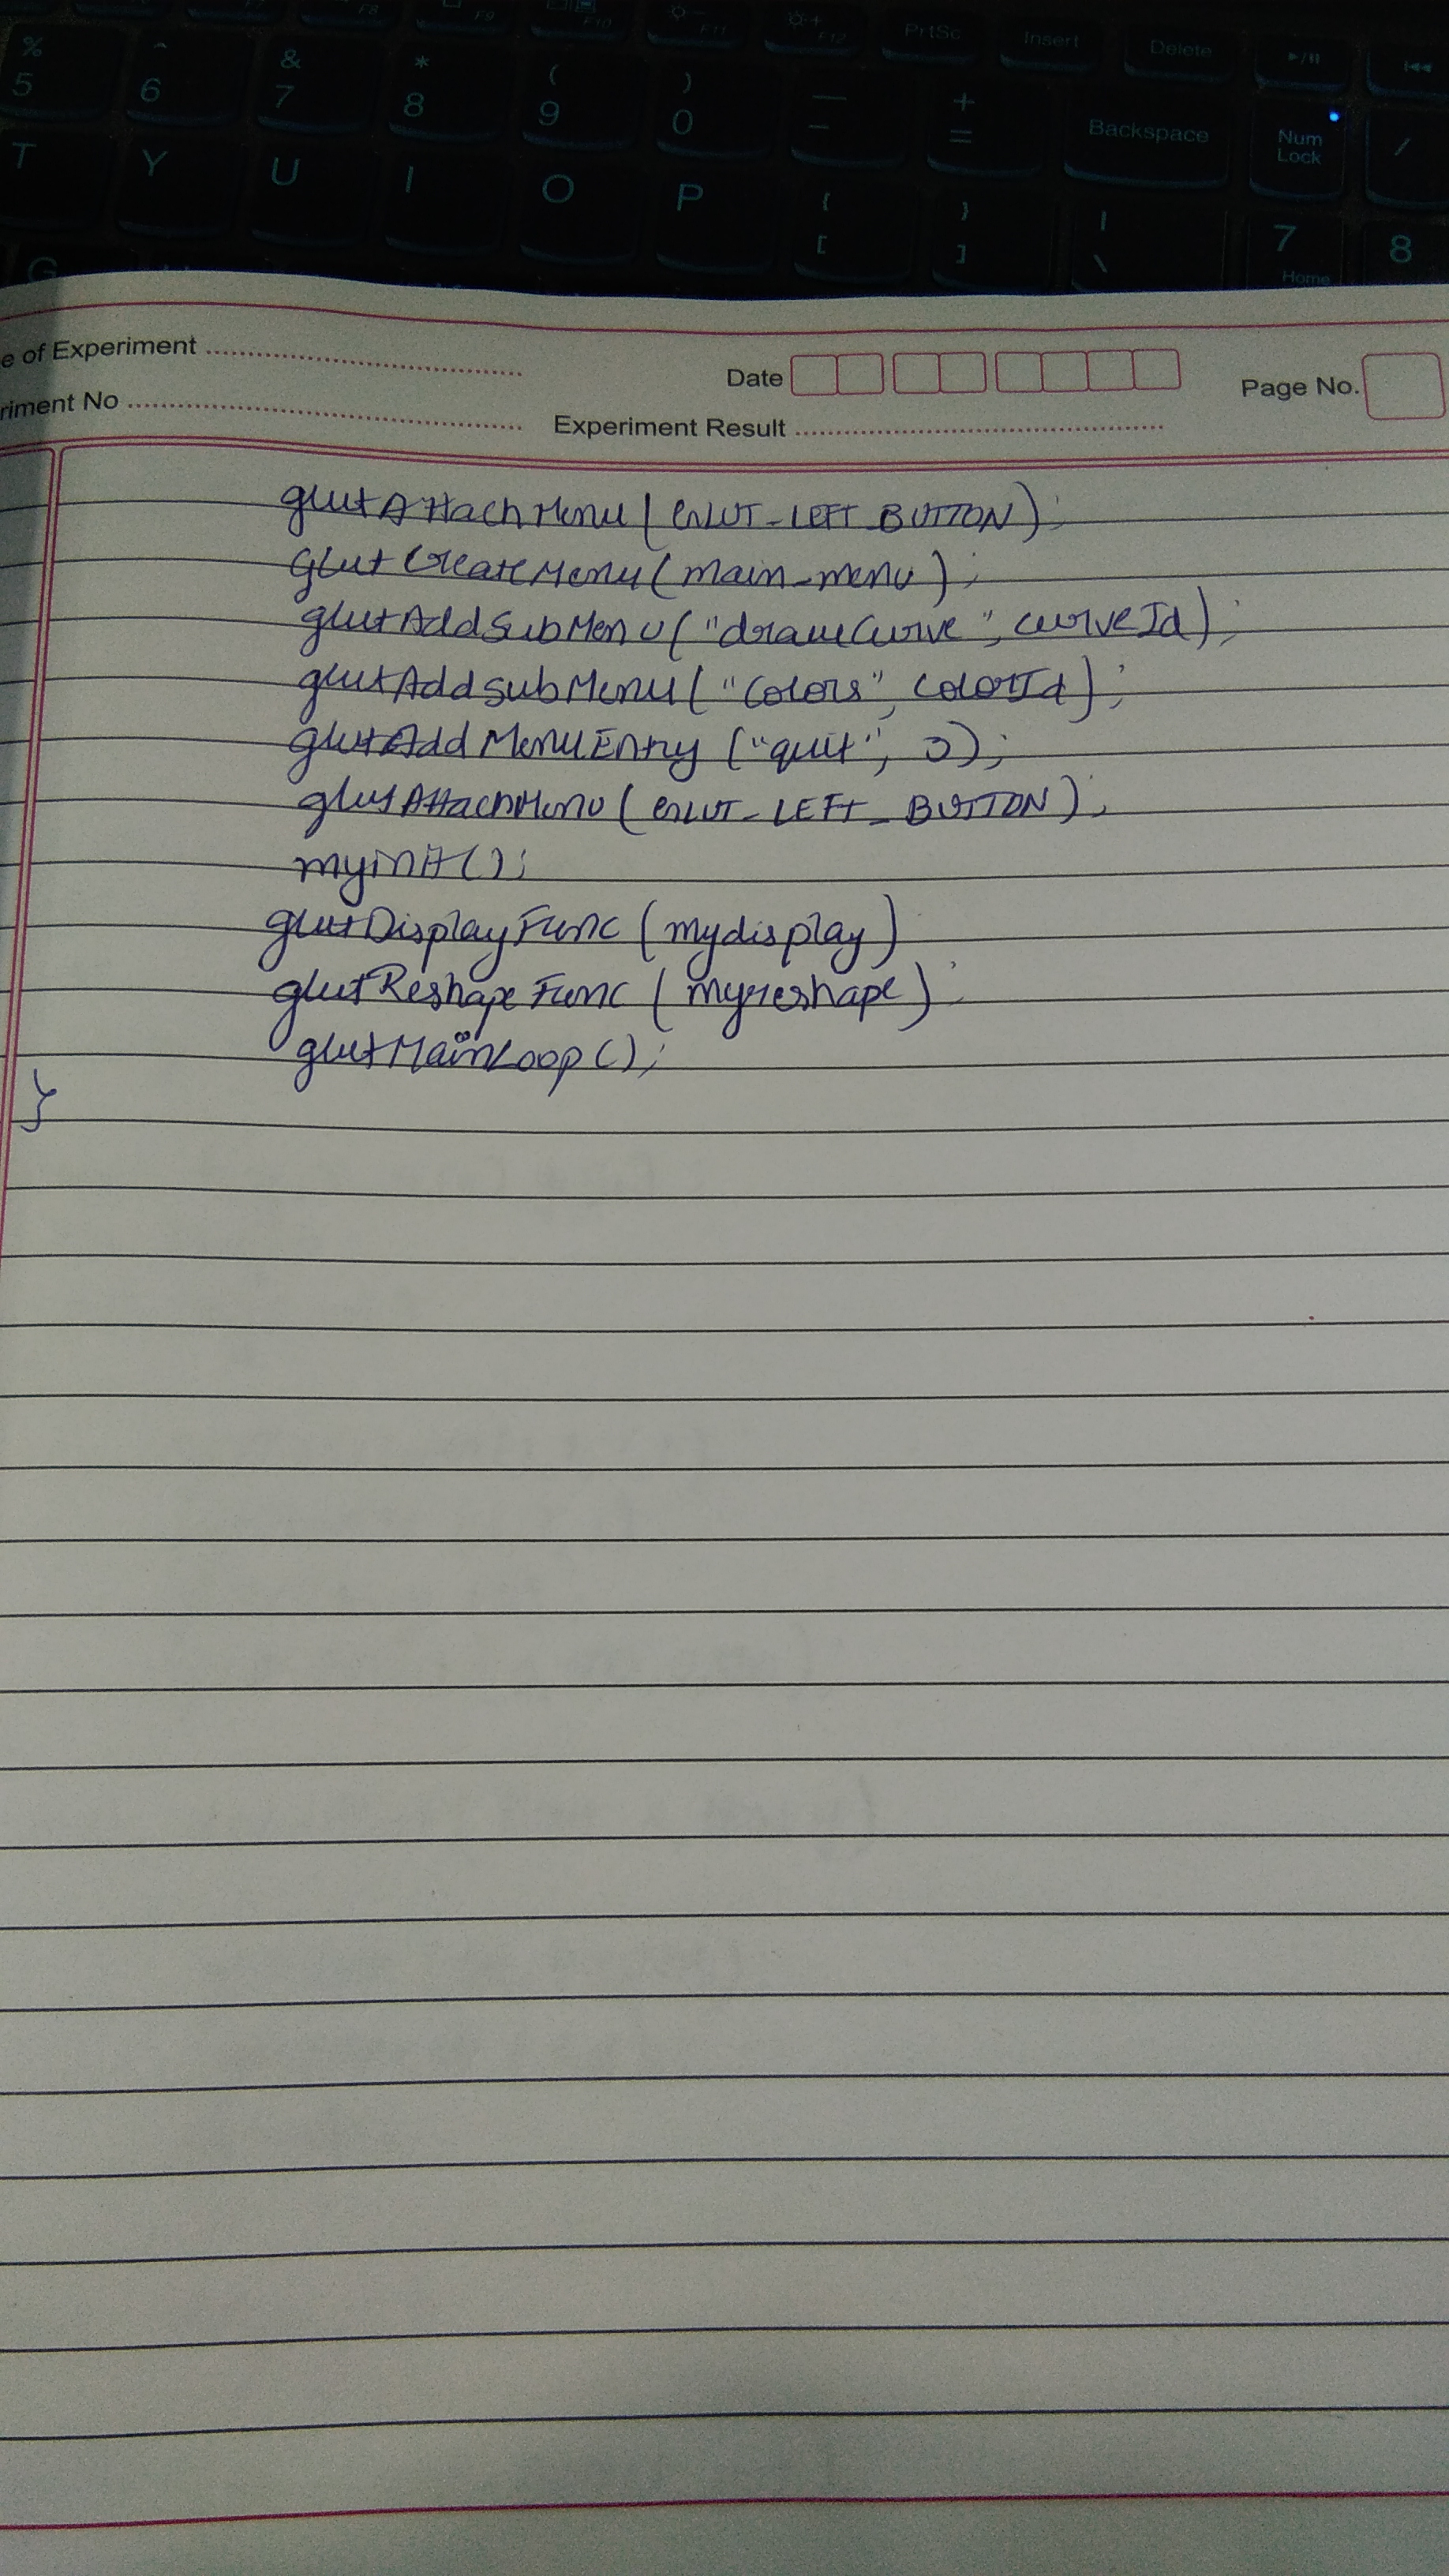 % & * ( ) — +
5 6 7 8 9 0 - = Backspace Num Lock /
F8 F9 F10 F11 F12 PrtSc Insert Delete
T Y U I O P { [ } ] | \ 7 Home 8
G
e of Experiment
Date
Page No.
riment No
Experiment Result
glutAttachMenu(GLUT_LEFT_BUTTON);
glutCreateMenu(main_menu);
glutAddSubMenu("drawCurve", curveId);
glutAddSubMenu("Colors", colorId);
glutAddMenuEntry("quit", 0);
glutAttachMenu(GLUT_LEFT_BUTTON);
myinit();
glutDisplayFunc(mydisplay)
glutReshapeFunc(myreshape);
glutMainLoop();
}